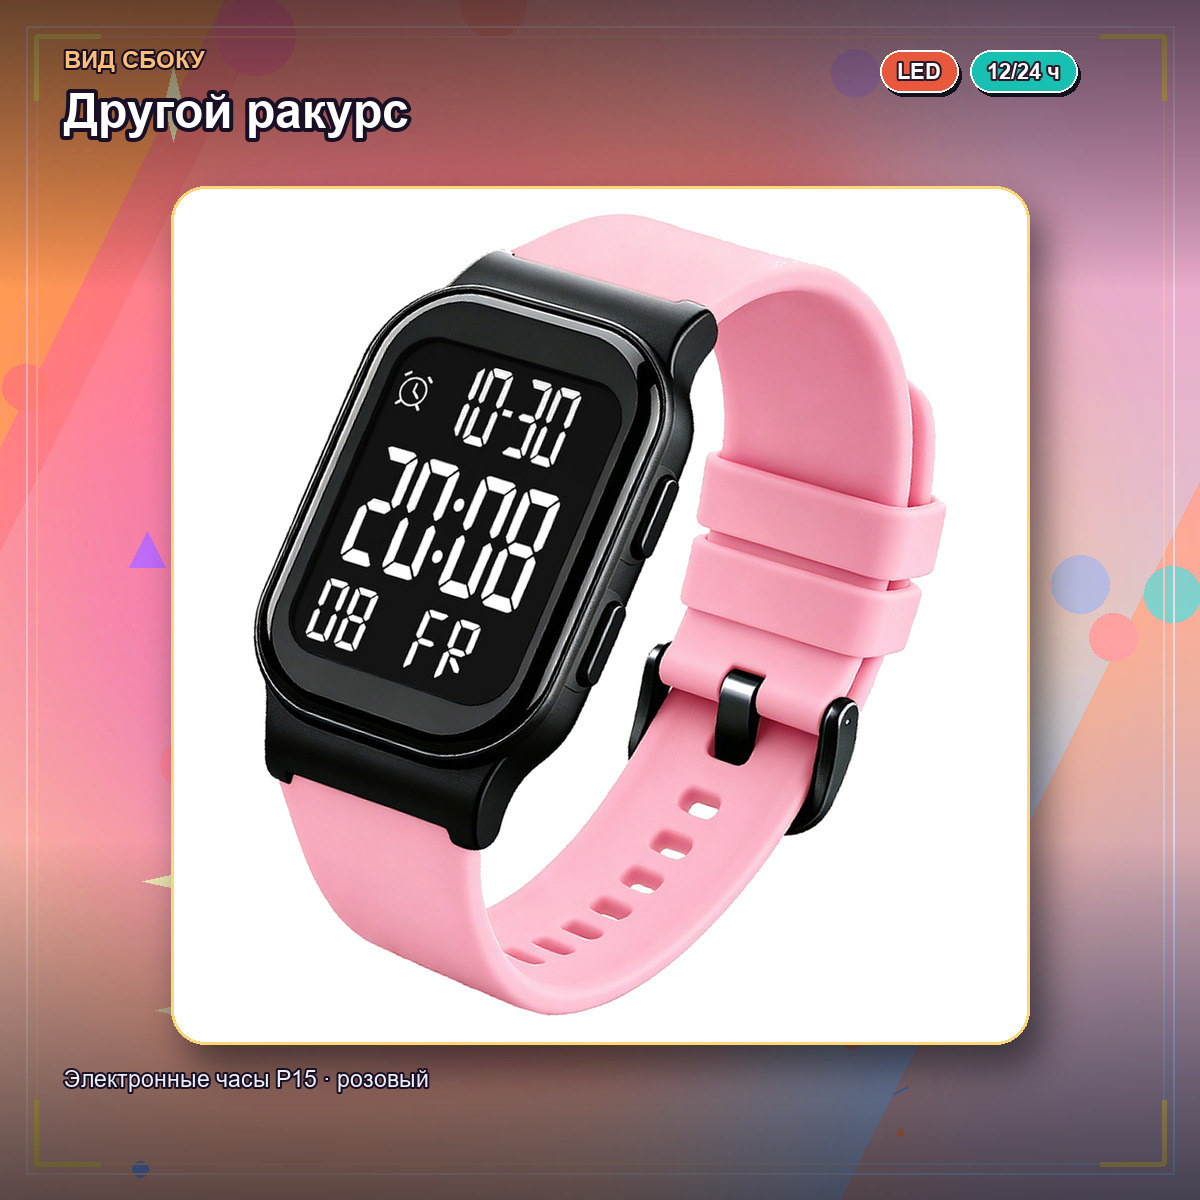 ВИД СБОКУ
Другой ракурс
LED
12/24 ч
10-30
20:08
08 FR
Электронные часы P15 · розовый